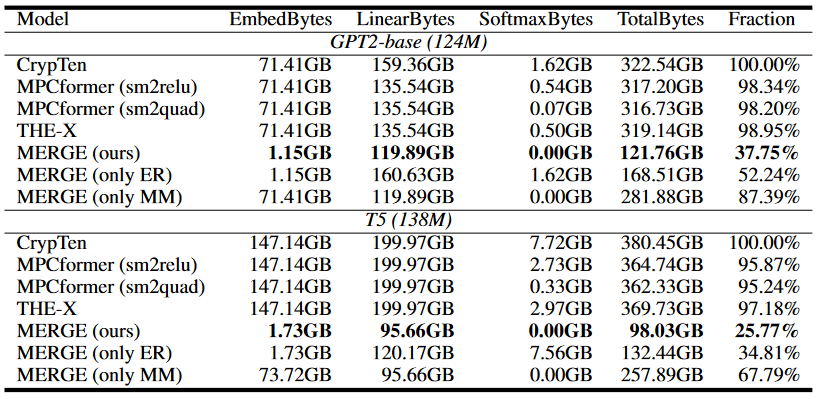 Model EmbedBytes LinearBytes SoftmaxBytes TotalBytes Fraction
GPT2-base (124M)
CrypTen 71.41GB 159.36GB 1.62GB 322.54GB 100.00%
MPCformer (sm2relu) 71.41GB 135.54GB 0.54GB 317.20GB 98.34%
MPCformer (sm2quad) 71.41GB 135.54GB 0.07GB 316.73GB 98.20%
THE-X 71.41GB 135.54GB 0.50GB 319.14GB 98.95%
MERGE (ours) 1.15GB 119.89GB 0.00GB 121.76GB 37.75%
MERGE (only ER) 1.15GB 160.63GB 1.62GB 168.51GB 52.24%
MERGE (only MM) 71.41GB 119.89GB 0.00GB 281.88GB 87.39%
T5 (138M)
CrypTen 147.14GB 199.97GB 7.72GB 380.45GB 100.00%
MPCformer (sm2relu) 147.14GB 199.97GB 2.73GB 364.74GB 95.87%
MPCformer (sm2quad) 147.14GB 199.97GB 0.33GB 362.33GB 95.24%
THE-X 147.14GB 199.97GB 2.97GB 369.73GB 97.18%
MERGE (ours) 1.73GB 95.66GB 0.00GB 98.03GB 25.77%
MERGE (only ER) 1.73GB 120.17GB 7.56GB 132.44GB 34.81%
MERGE (only MM) 73.72GB 95.66GB 0.00GB 257.89GB 67.79%